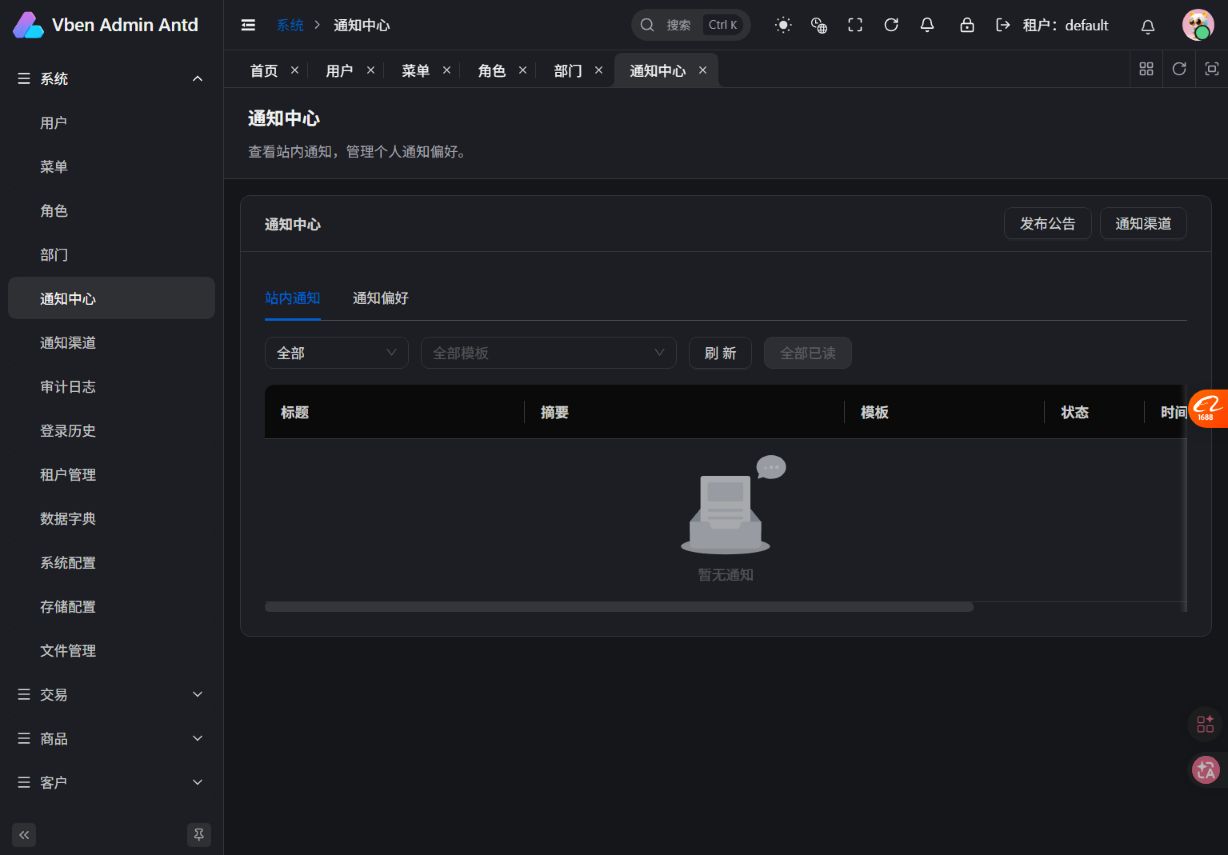 Vben Admin Antd
系统 通知中心
搜索 Ctrl K
租户：default
首页 用户 菜单 角色 部门 通知中心
系统
用户
菜单
角色
部门
通知中心
通知渠道
审计日志
登录历史
租户管理
数据字典
系统配置
存储配置
文件管理
交易
商品
客户
通知中心
查看站内通知，管理个人通知偏好。
通知中心
发布公告 通知渠道
站内通知 通知偏好
全部 全部模板 刷 新 全部已读
标题 摘要 模板 状态 时间
暂无通知
1688